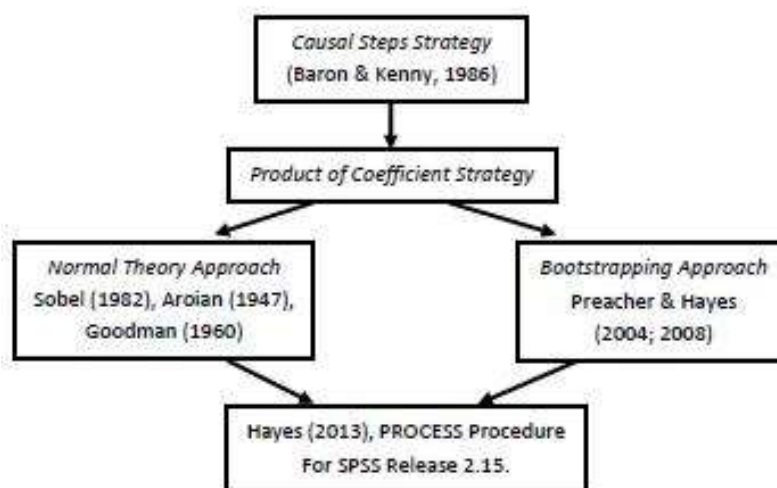 Causal Steps Strategy
(Baron & Kenny, 1986)
Product of Coefficient Strategy
Normal Theory Approach
Sobel (1982), Aroian (1947),
Goodman (1960)
Bootstrapping Approach
Preacher & Hayes
(2004; 2008)
Hayes (2013), PROCESS Procedure
For SPSS Release 2.15.